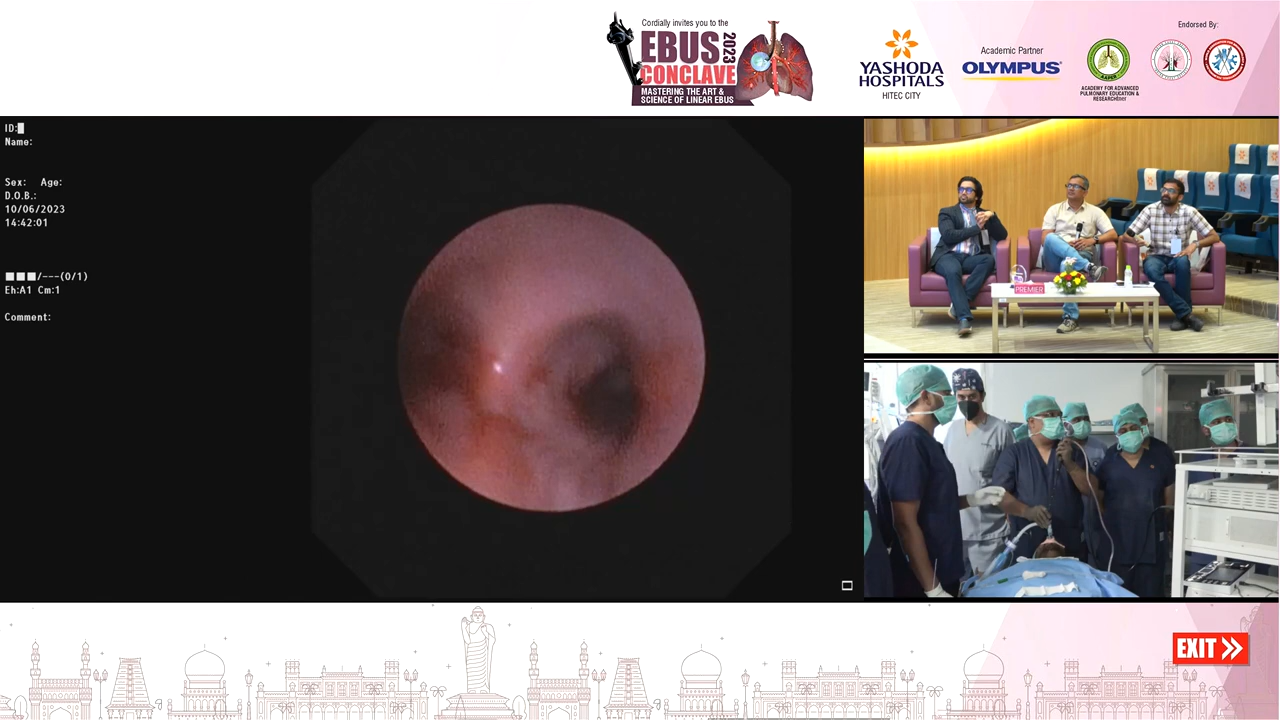 Cordially invites you to the
EBUS 2023
CONCLAVE
MASTERING THE ART &
SCIENCE OF LINEAR EBUS
YASHODA
HOSPITALS
HITEC CITY
Academic Partner
OLYMPUS
Endorsed By:
ACADEMY FOR ADVANCED
PULMONARY EDUCATION &
ID:
Name:
Sex: Age:
D.O.B.:
10/06/2023
14:42:01
■■■/---(0/1)
Eh:A1 Cm:1
Comment:
PREMIER
EXIT